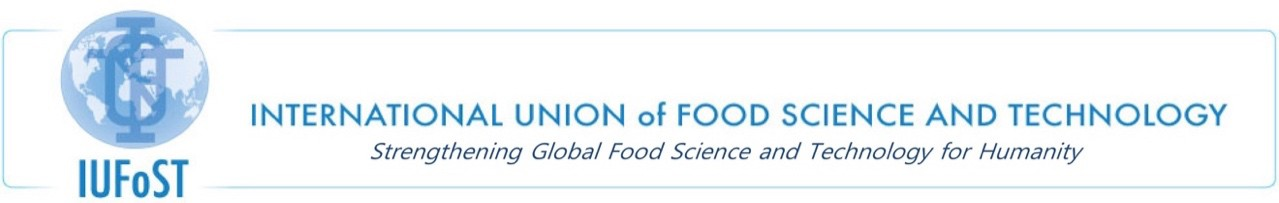 INTERNATIONAL UNION of FOOD SCIENCE AND TECHNOLOGY
Strengthening Global Food Science and Technology for Humanity
IUFoST